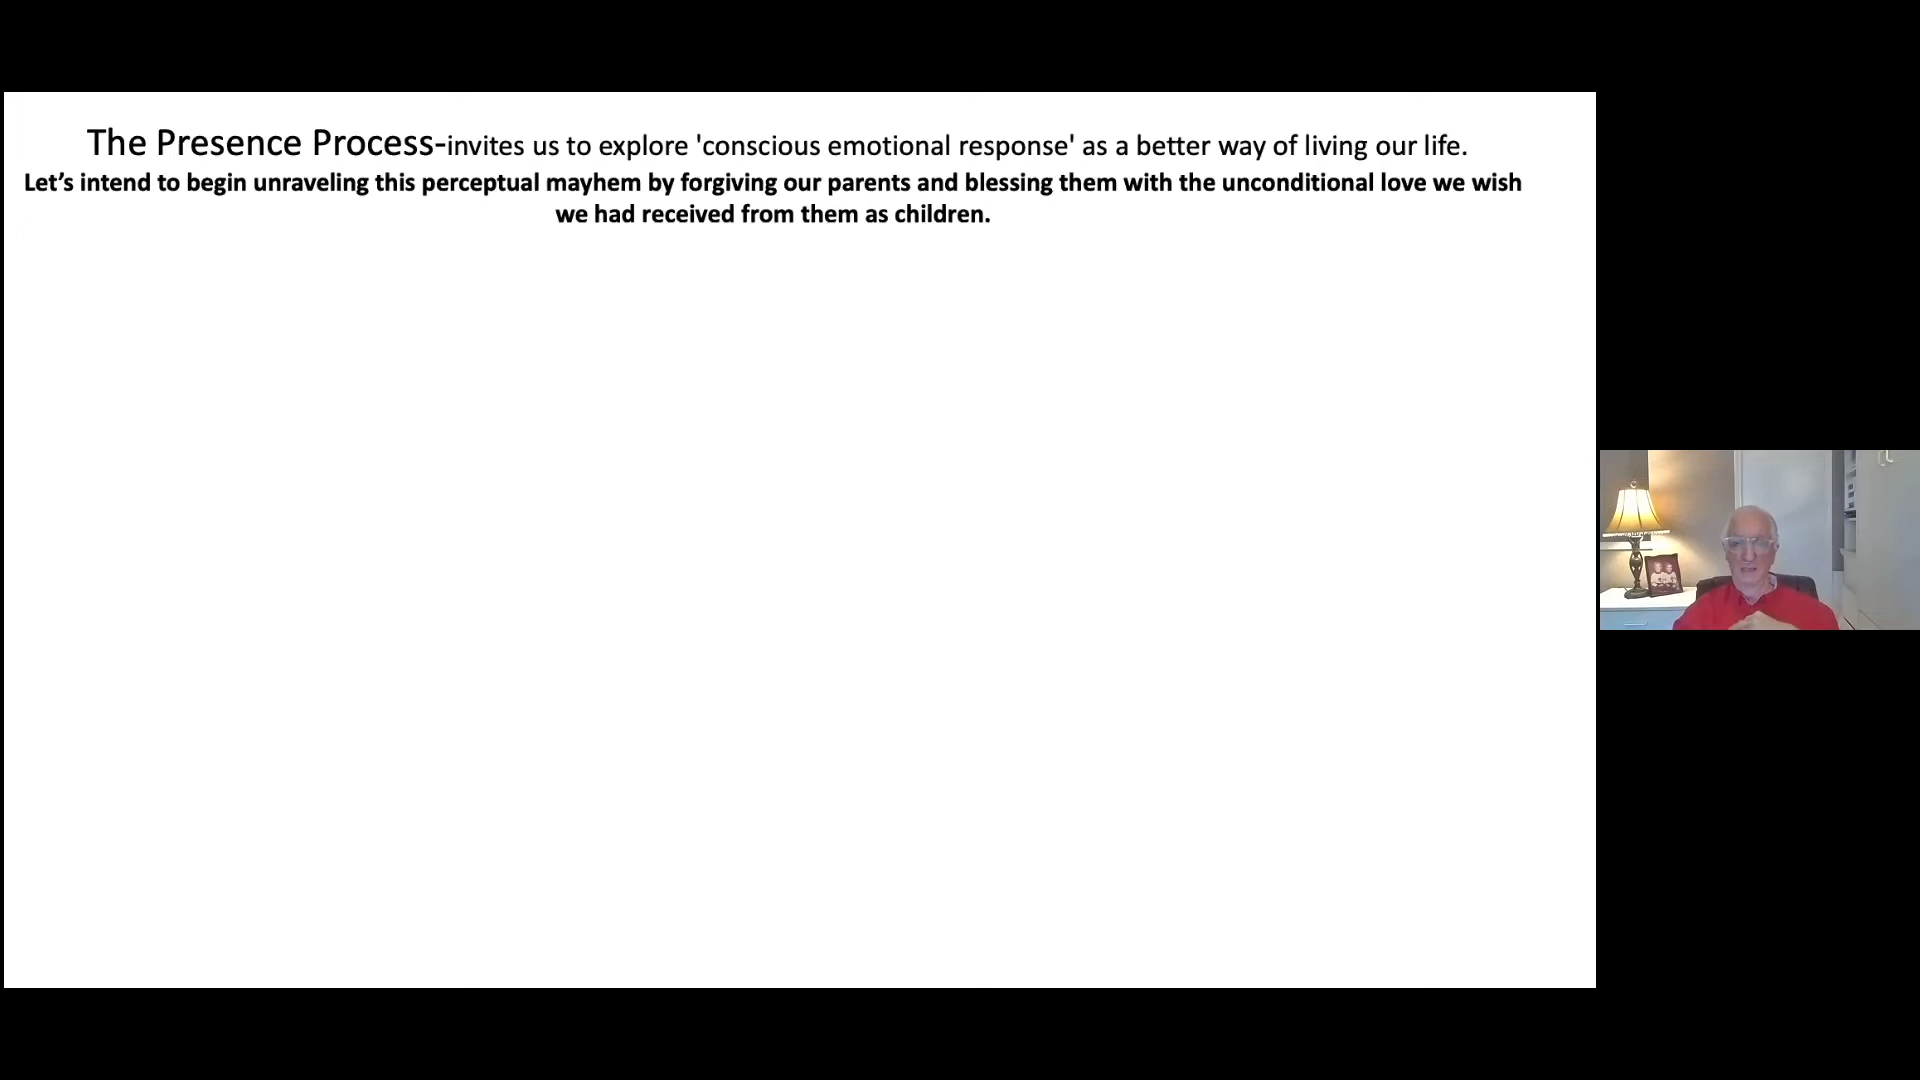 The Presence Process-invites us to explore 'conscious emotional response' as a better way of living our life.
Let’s intend to begin unraveling this perceptual mayhem by forgiving our parents and blessing them with the unconditional love we wish
we had received from them as children.